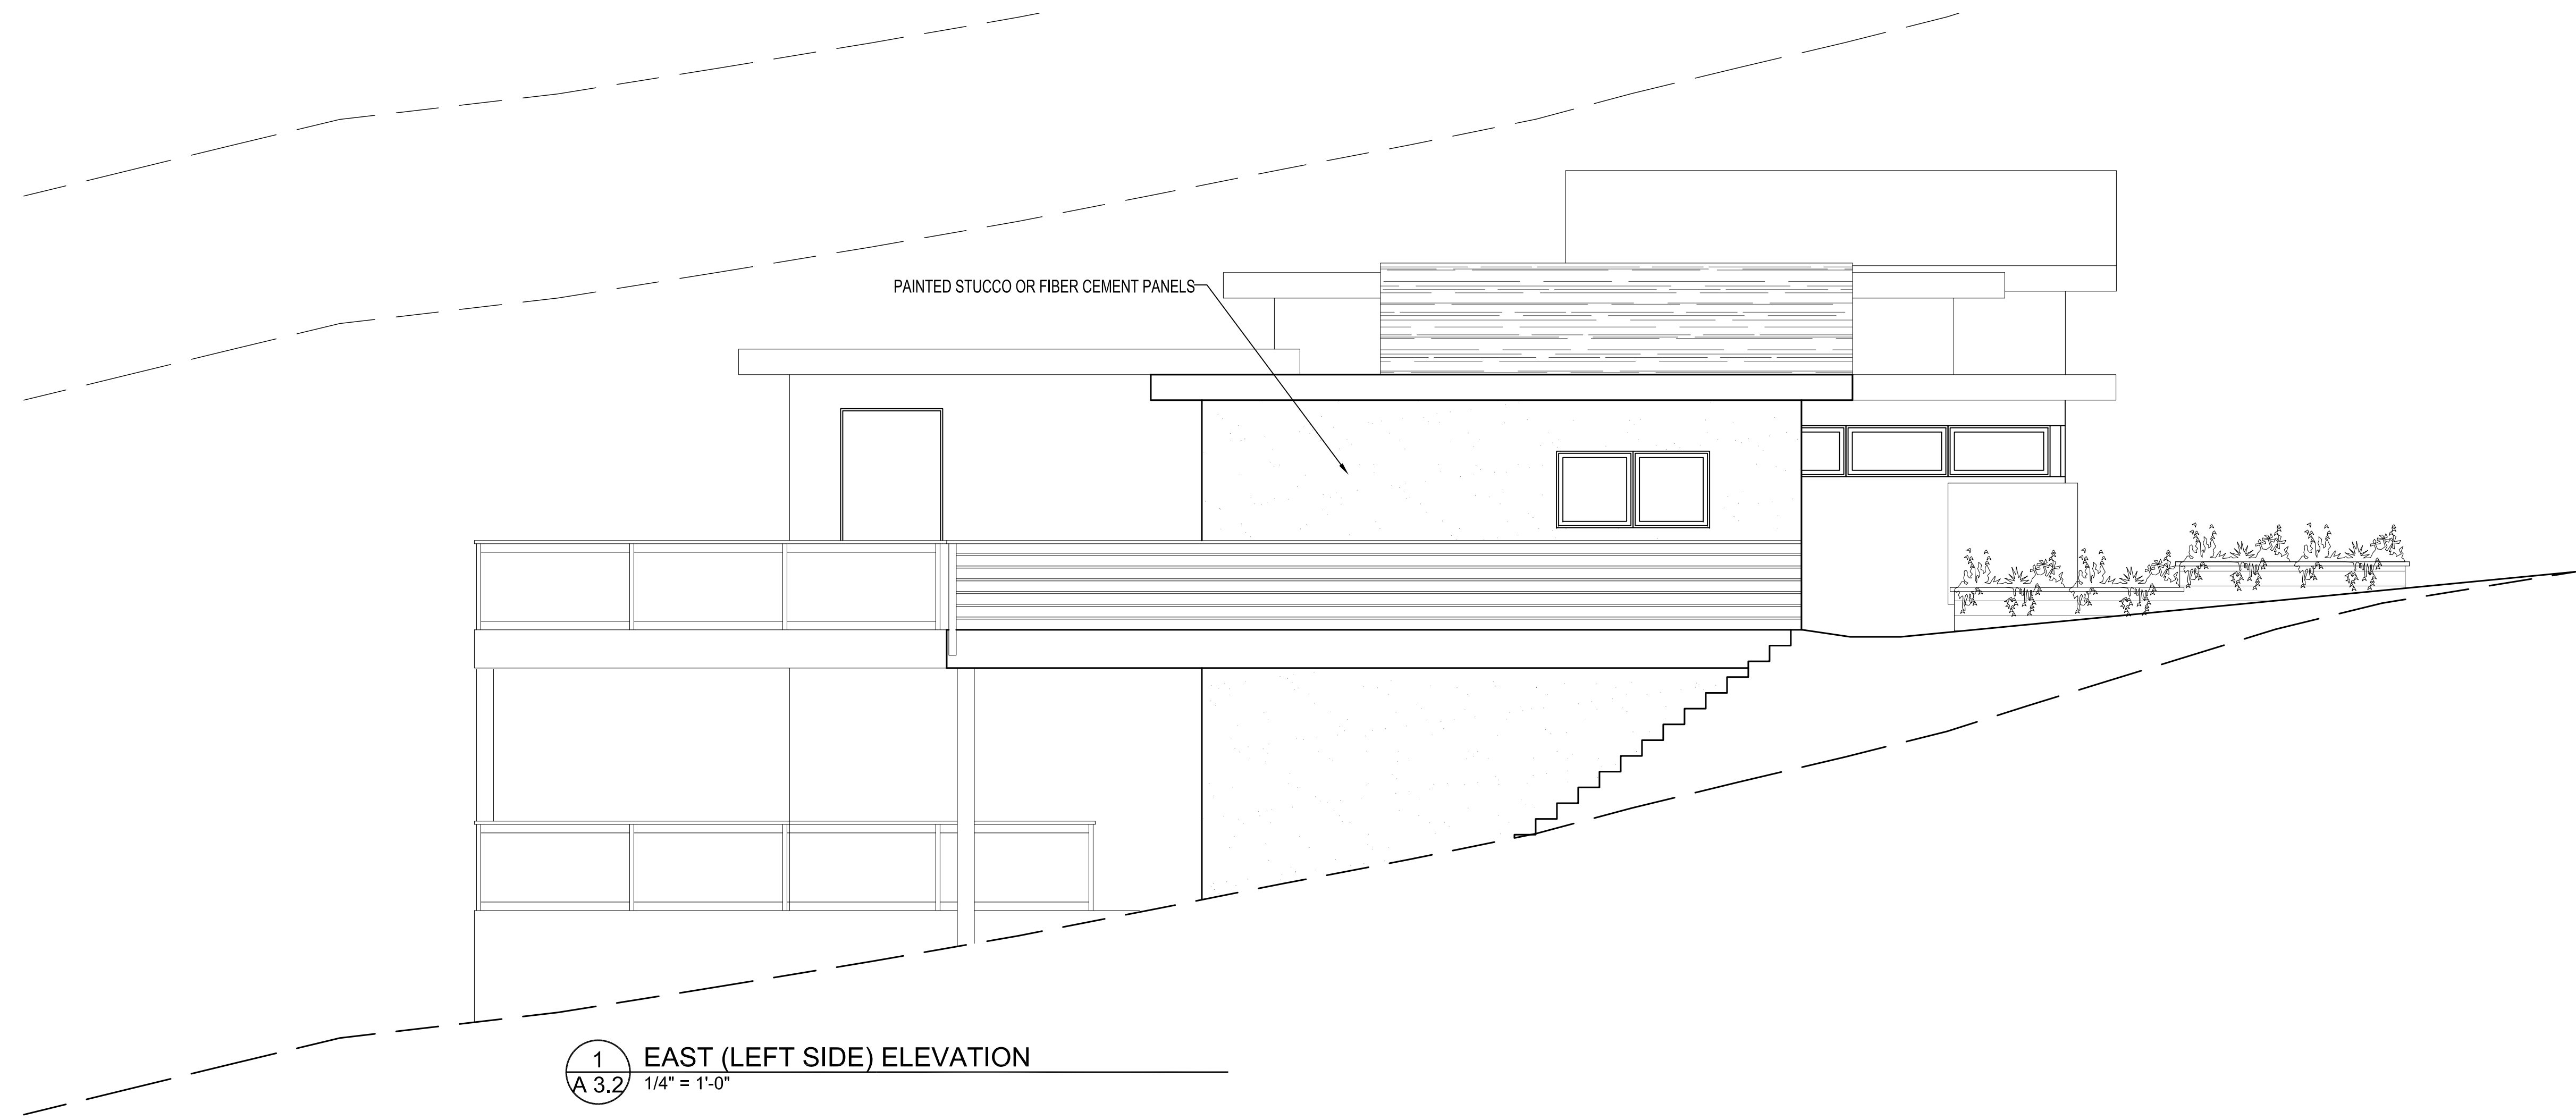 PAINTED STUCCO OR FIBER CEMENT PANELS
1
A 3.2
EAST (LEFT SIDE) ELEVATION
1/4" = 1'-0"